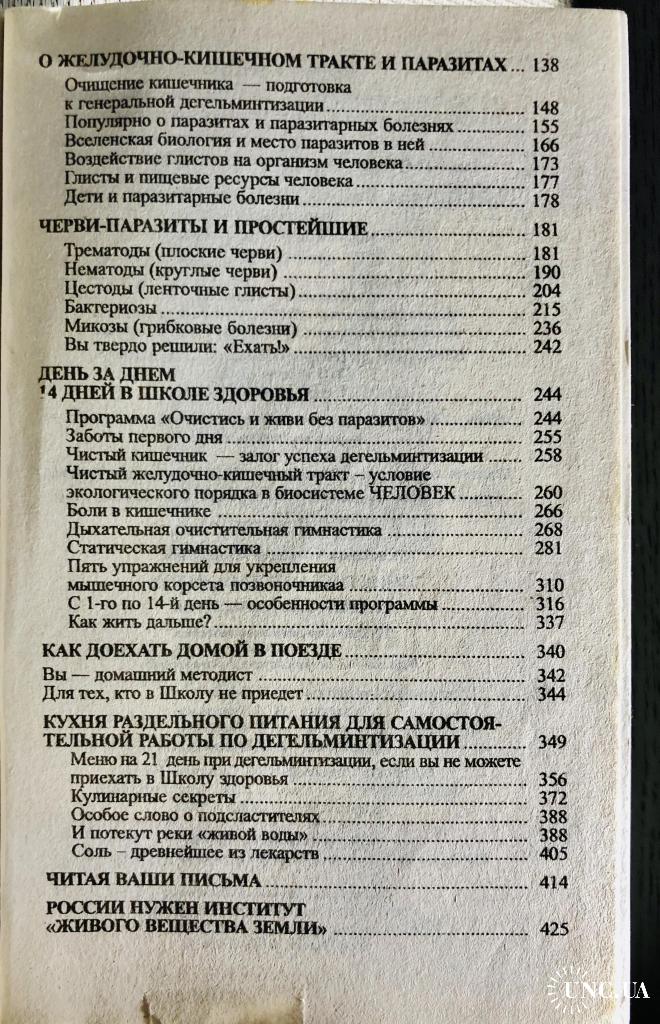 О ЖЕЛУДОЧНО-КИШЕЧНОМ ТРАКТЕ И ПАРАЗИТАХ ... 138
Очищение кишечника — подготовка
к генеральной дегельминтизации ... 148
Популярно о паразитах и паразитарных болезнях ... 155
Вселенская биология и место паразитов в ней ... 166
Воздействие глистов на организм человека ... 173
Глисты и пищевые ресурсы человека ... 177
Дети и паразитарные болезни ... 178
ЧЕРВИ-ПАРАЗИТЫ И ПРОСТЕЙШИЕ ... 181
Трематоды (плоские черви) ... 181
Нематоды (круглые черви) ... 190
Цестоды (ленточные глисты) ... 204
Бактериозы ... 215
Микозы (грибковые болезни) ... 236
Вы твердо решили: «Ехать!» ... 242
ДЕНЬ ЗА ДНЕМ
14 ДНЕЙ В ШКОЛЕ ЗДОРОВЬЯ ... 244
Программа «Очистись и живи без паразитов» ... 244
Заботы первого дня ... 255
Чистый кишечник — залог успеха дегельминтизации ... 258
Чистый желудочно-кишечный тракт – условие
экологического порядка в биосистеме ЧЕЛОВЕК ... 260
Боли в кишечнике ... 266
Дыхательная очистительная гимнастика ... 268
Статическая гимнастика ... 281
Пять упражнений для укрепления
мышечного корсета позвоночникаа ... 310
С 1-го по 14-й день — особенности программы ... 316
Как жить дальше? ... 337
КАК ДОЕХАТЬ ДОМОЙ В ПОЕЗДЕ ... 340
Вы — домашний методист ... 342
Для тех, кто в Школу не приедет ... 344
КУХНЯ РАЗДЕЛЬНОГО ПИТАНИЯ ДЛЯ САМОСТОЯ-
ТЕЛЬНОЙ РАБОТЫ ПО ДЕГЕЛЬМИНТИЗАЦИИ ... 349
Меню на 21 день при дегельминтизации, если вы не можете
приехать в Школу здоровья ... 356
Кулинарные секреты ... 372
Особое слово о подсластителях ... 388
И потекут реки «живой воды» ... 388
Соль – древнейшее из лекарств ... 405
ЧИТАЯ ВАШИ ПИСЬМА ... 414
РОССИИ НУЖЕН ИНСТИТУТ
«ЖИВОГО ВЕЩЕСТВА ЗЕМЛИ» ... 425
UNC.UA